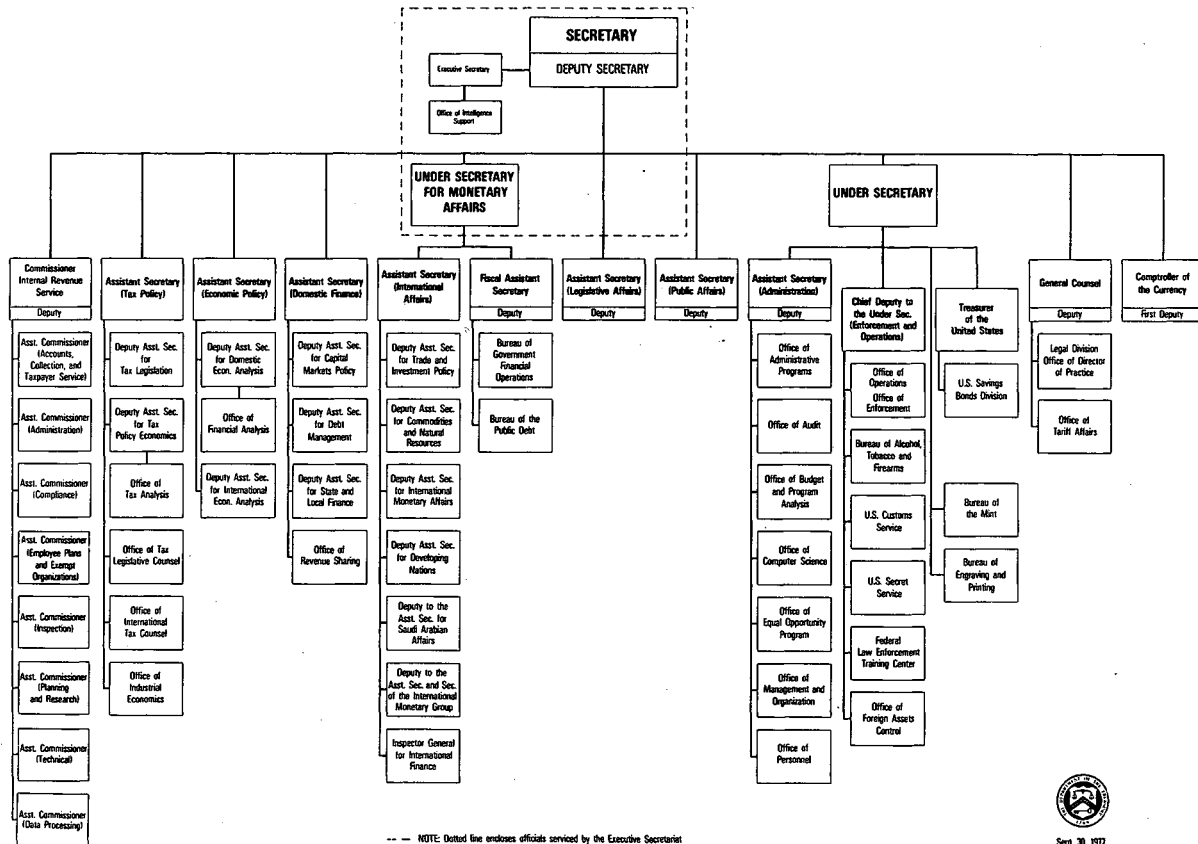 SECRETARY
DEPUTY SECRETARY
Executive Secretary
Office of Intelligence
Support
UNDER SECRETARY
FOR MONETARY
AFFAIRS
UNDER SECRETARY
Commissioner
Internal Revenue
Service
Deputy
Asst. Commissioner
(Accounts,
Collection, and
Taxpayer Service)
Asst. Commissioner
(Administration)
Asst. Commissioner
(Compliance)
Asst. Commissioner
(Employee Plans
and Exempt
Organizations)
Asst. Commissioner
(Inspection)
Asst. Commissioner
(Planning
and Research)
Asst. Commissioner
(Technical)
Asst. Commissioner
(Data Processing)
Assistant Secretary
(Tax Policy)
Deputy Asst. Sec.
for
Tax Legislation
Deputy Asst. Sec.
for Tax
Policy Economics
Office of
Tax Analysis
Office of Tax
Legislative Counsel
Office of
International
Tax Counsel
Office of
Industrial
Economics
Assistant Secretary
(Economic Policy)
Deputy Asst. Sec.
for Domestic
Econ. Analysis
Office of
Financial Analysis
Deputy Asst. Sec.
for International
Econ. Analysis
Assistant Secretary
(Domestic Finance)
Deputy Asst. Sec.
for Capital
Markets Policy
Deputy Asst. Sec.
for Debt
Management
Deputy Asst. Sec.
for State and
Local Finance
Office of
Revenue Sharing
Assistant Secretary
(International
Affairs)
Deputy Asst. Sec.
for Trade and
Investment Policy
Deputy Asst. Sec.
for Commodities
and Natural
Resources
Deputy Asst. Sec.
for International
Monetary Affairs
Deputy Asst. Sec.
for Developing
Nations
Deputy to the
Asst. Sec. for
Saudi Arabian
Affairs
Deputy to the
Asst. Sec. and Sec.
of the International
Monetary Group
Inspector General
for International
Finance
Fiscal Assistant
Secretary
Deputy
Bureau of
Government
Financial
Operations
Bureau of the
Public Debt
Assistant Secretary
(Legislative Affairs)
Deputy
Assistant Secretary
(Public Affairs)
Deputy
Assistant Secretary
(Administration)
Deputy
Office of
Administrative
Programs
Office of Audit
Office of Budget
and Program
Analysis
Office of
Computer Science
Office of
Equal Opportunity
Program
Office of
Management and
Organization
Office of
Personnel
Chief Deputy to
the Under Sec.
(Enforcement and
Operations)
Office of
Operations
Office of
Enforcement
Bureau of Alcohol,
Tobacco and
Firearms
U.S. Customs
Service
U.S. Secret
Service
Federal
Law Enforcement
Training Center
Office of
Foreign Assets
Control
Treasurer
of the
United States
U.S. Savings
Bonds Division
Bureau of
the Mint
Bureau of
Engraving and
Printing
General Counsel
Deputy
Legal Division
Office of Director
of Practice
Office of
Tariff Affairs
Comptroller of
the Currency
First Deputy
-- — NOTE: Dotted line encloses officials serviced by the Executive Secretariat
Sept. 30, 1977